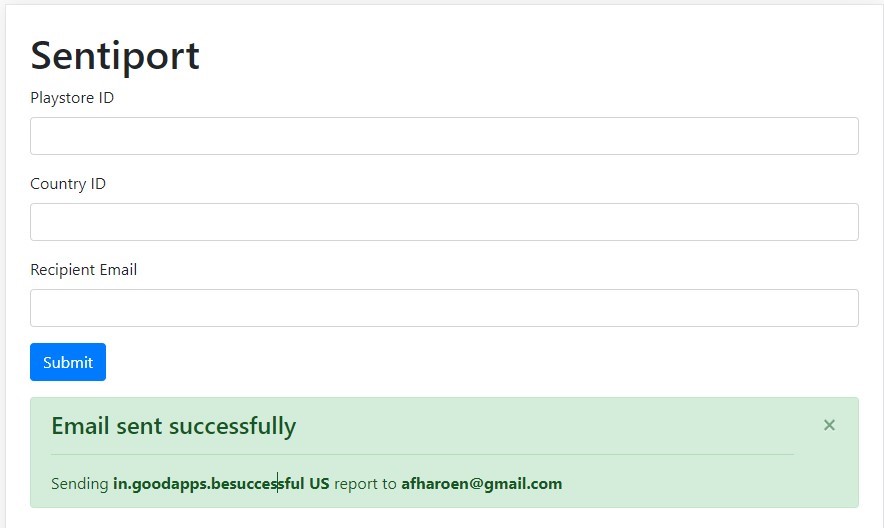 Sentiport
Playstore ID
Country ID
Recipient Email
Submit
Email sent successfully
×
Sending in.goodapps.besuccessful US report to afharoen@gmail.com